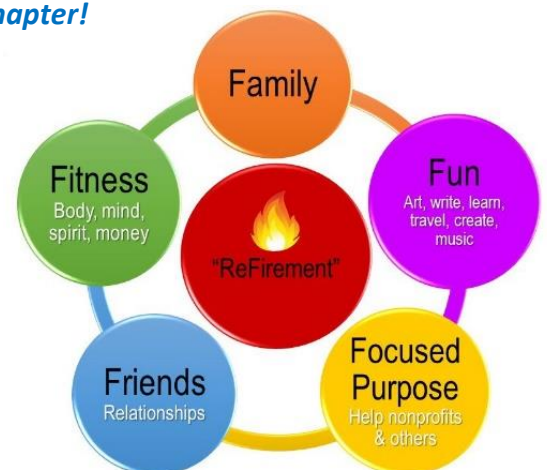 hapter!
Family
Fun
Art, write, learn,
travel, create,
music
Fitness
Body, mind,
spirit, money
"ReFirement"
Focused
Purpose
Help nonprofits
& others
Friends
Relationships